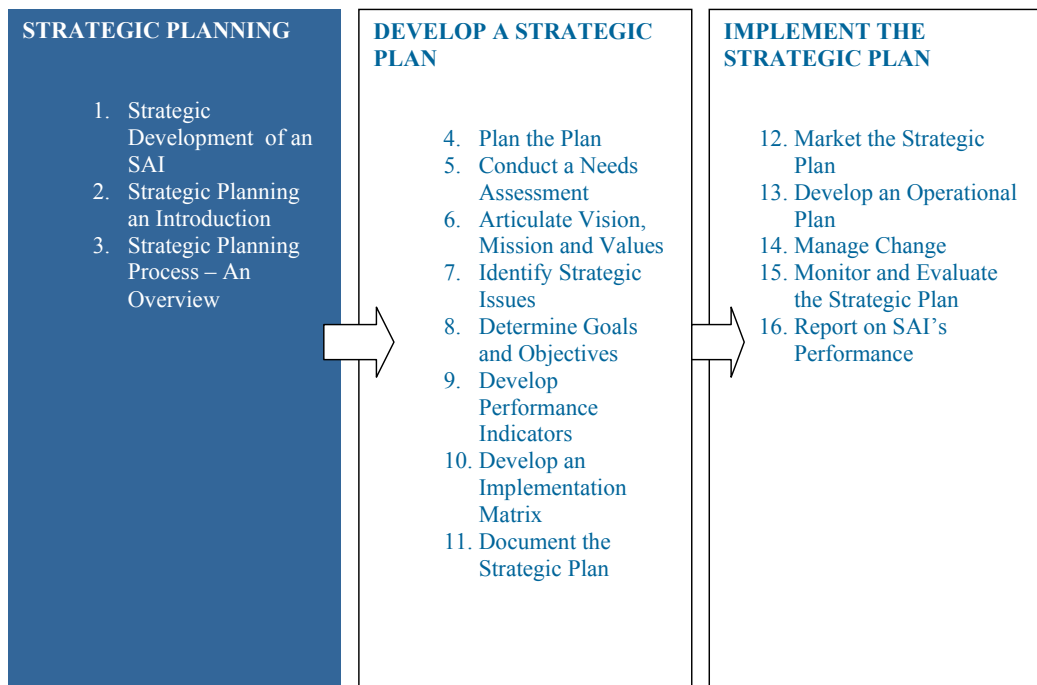 STRATEGIC PLANNING
1. Strategic
Development of an
SAI
2. Strategic Planning
an Introduction
3. Strategic Planning
Process – An
Overview
DEVELOP A STRATEGIC
PLAN
4. Plan the Plan
5. Conduct a Needs
Assessment
6. Articulate Vision,
Mission and Values
7. Identify Strategic
Issues
8. Determine Goals
and Objectives
9. Develop
Performance
Indicators
10. Develop an
Implementation
Matrix
11. Document the
Strategic Plan
IMPLEMENT THE
STRATEGIC PLAN
12. Market the Strategic
Plan
13. Develop an Operational
Plan
14. Manage Change
15. Monitor and Evaluate
the Strategic Plan
16. Report on SAI’s
Performance